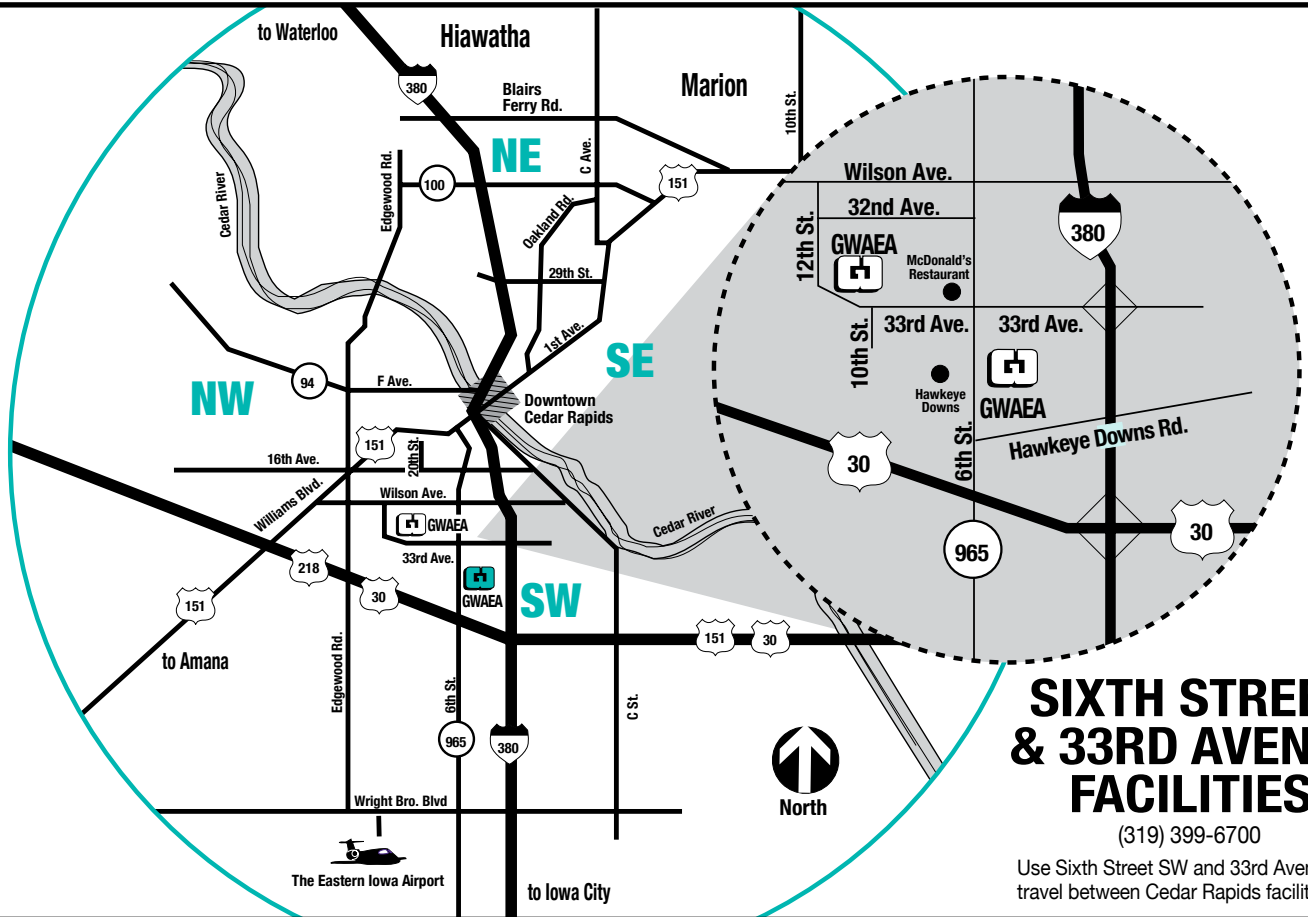 to Waterloo
Hiawatha
Marion
380
Blairs
Ferry Rd.
NE
C Ave.
10th St.
Cedar River
Edgewood Rd.
100
151
Oakland Rd.
29th St.
1st Ave.
SE
NW
94
F Ave.
Downtown
Cedar Rapids
151
20th St.
16th Ave.
Williams Blvd.
Wilson Ave.
GWAEA
33rd Ave.
GWAEA
SW
Cedar River
218
30
151
151
30
to Amana
Edgewood Rd.
6th St.
C St.
965
380
North
Wright Bro. Blvd
The Eastern Iowa Airport
to Iowa City
Wilson Ave.
32nd Ave.
12th St.
GWAEA
McDonald's
Restaurant
380
33rd Ave.
33rd Ave.
10th St.
Hawkeye
Downs
GWAEA
6th St.
Hawkeye Downs Rd.
30
30
965
SIXTH STREE
& 33RD AVEN
FACILITIES
(319) 399-6700
Use Sixth Street SW and 33rd Aven
travel between Cedar Rapids facilit